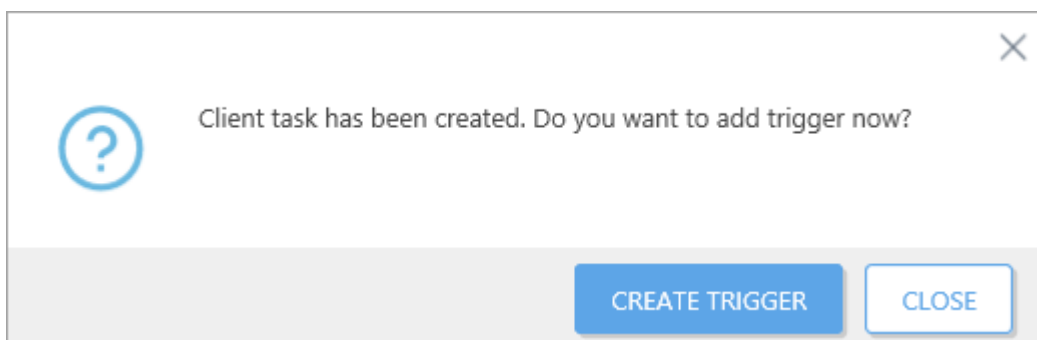 Client task has been created. Do you want to add trigger now?
CREATE TRIGGER
CLOSE